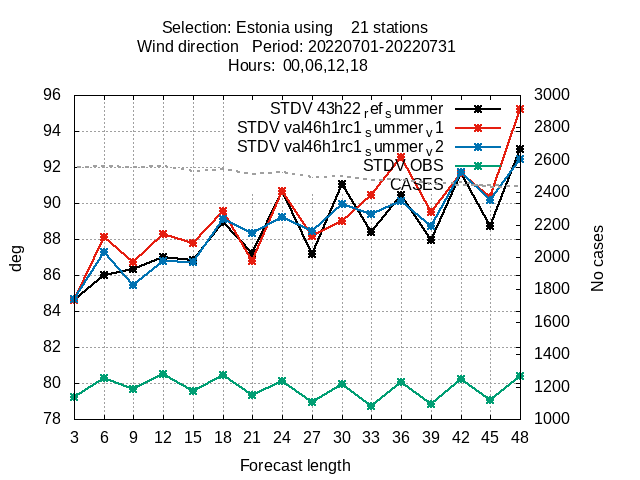 Selection: Estonia using 21 stations
Wind direction Period: 20220701-20220731
Hours: 00,06,12,18
96 3000
STDV 43h22_ref_summer
94 STDV val46h1rc1_summer_v1 2800
STDV val46h1rc1_summer_v2
2600
92 STDV OBS
CASES 2400
90
2200
88
2000
deg
No cases
86
1800
84
1600
82
1400
80
1200
78 1000
3 6 9 12 15 18 21 24 27 30 33 36 39 42 45 48
Forecast length